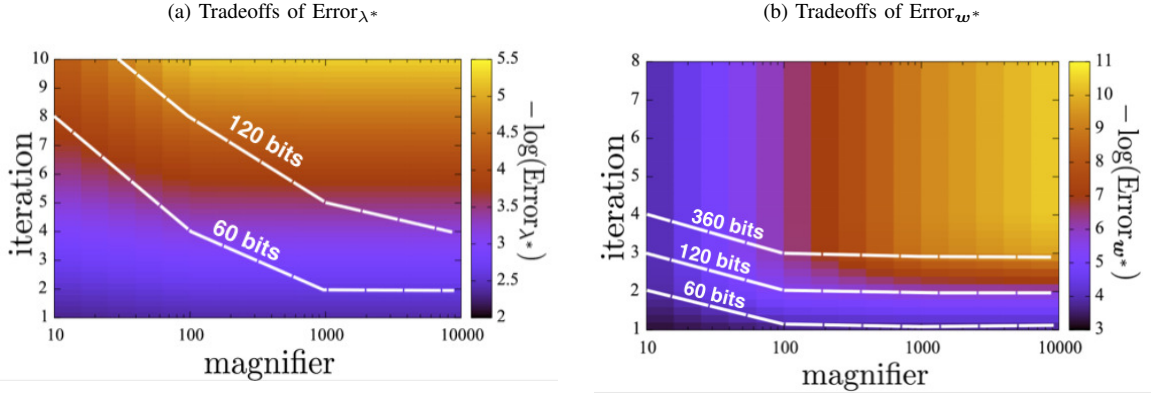 (a) Tradeoffs of Error_λ*
10
9
8
7
6
5
4
3
2
1
iteration
120 bits
60 bits
10 100 1000 10000
magnifier
5.5
5
4.5
4
3.5
3
2.5
2
− log(Error_λ*)
(b) Tradeoffs of Error_w*
8
7
6
5
4
3
2
1
iteration
360 bits
120 bits
60 bits
10 100 1000 10000
magnifier
11
10
9
8
7
6
5
4
3
− log(Error_w*)